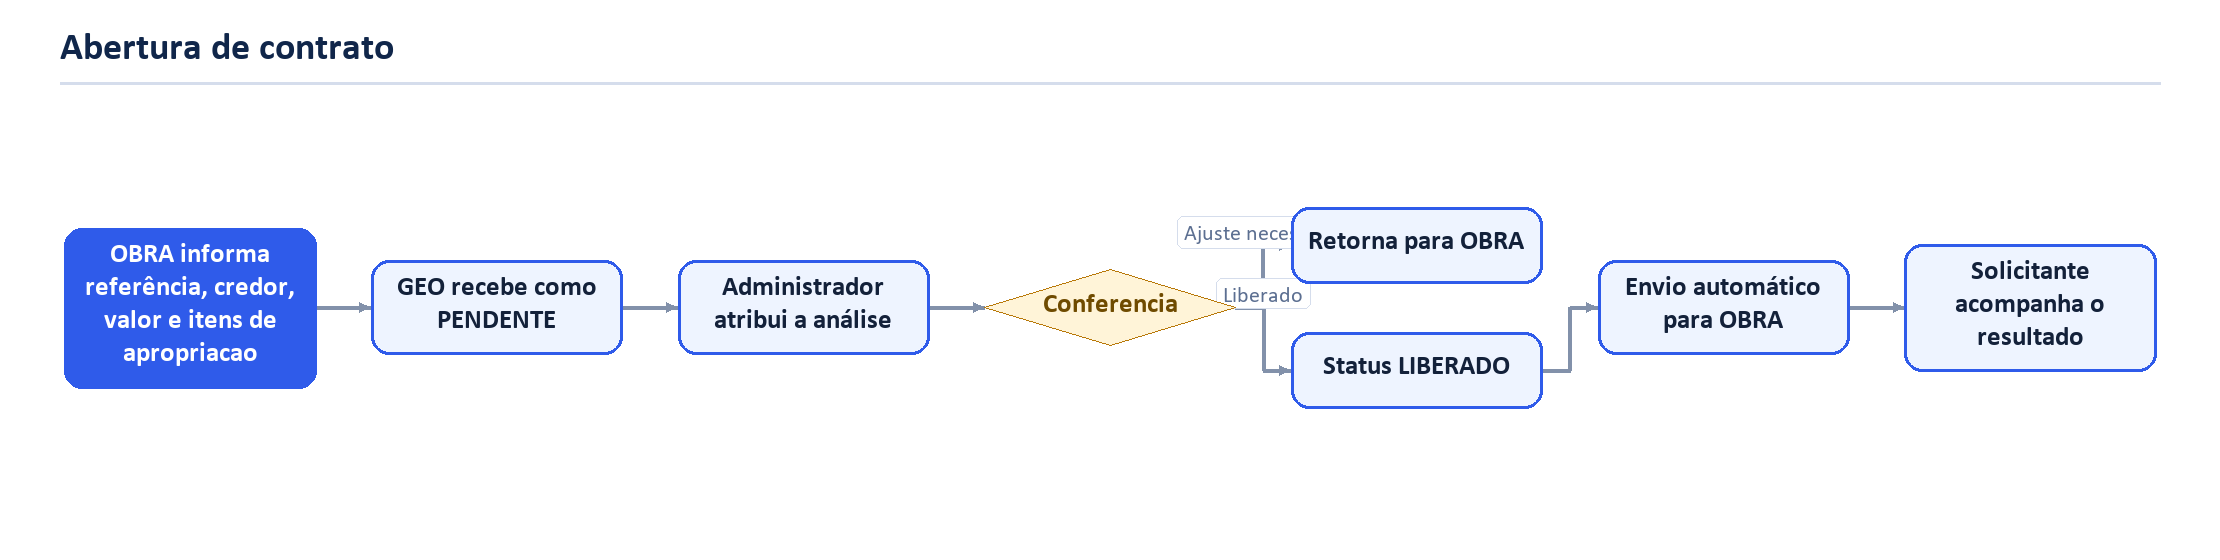 Abertura de contrato
OBRA informa
referência, credor,
valor e itens de
apropriacao
GEO recebe como
PENDENTE
Administrador
atribui a análise
Conferencia
Ajuste neces
Retorna para OBRA
Liberado
Status LIBERADO
Envio automático
para OBRA
Solicitante
acompanha o
resultado